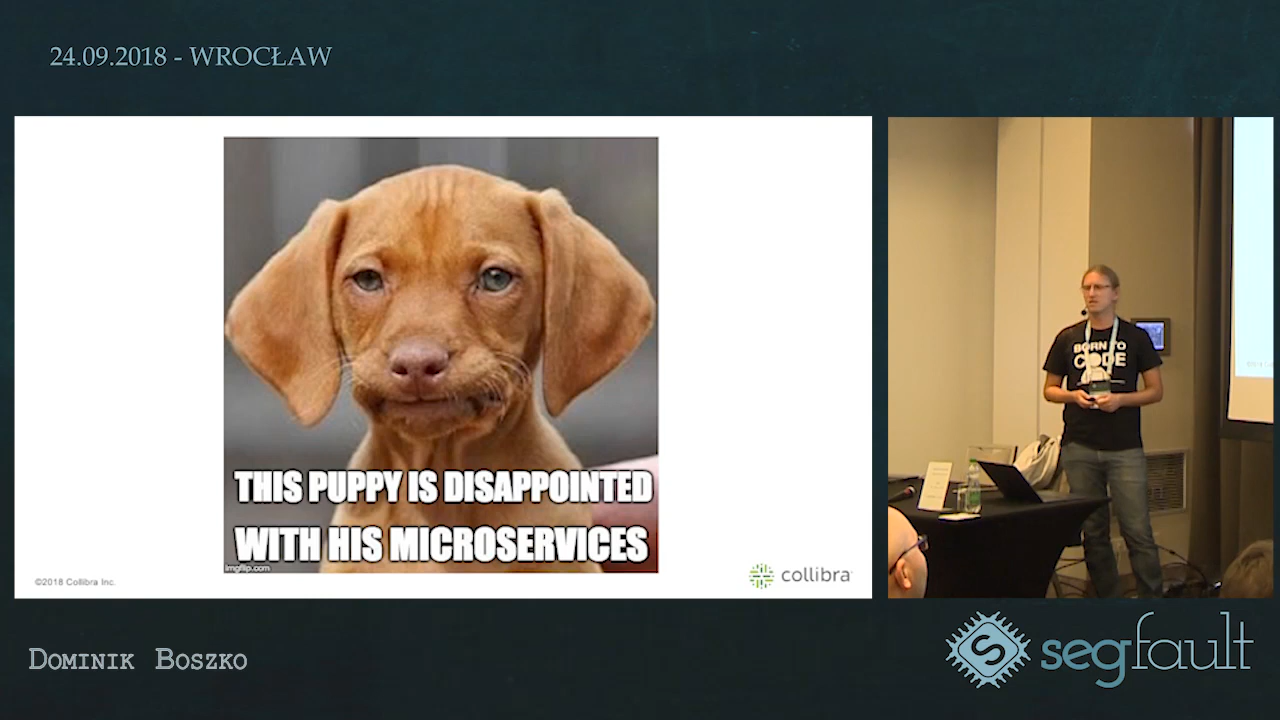 24.09.2018 - WROCŁAW
THIS PUPPY IS DISAPPOINTED
WITH HIS MICROSERVICES
imgflip.com
©2018 Collibra Inc.
collibra
BORN TO
CODE
DOMINIK BOSZKO
S
segfault